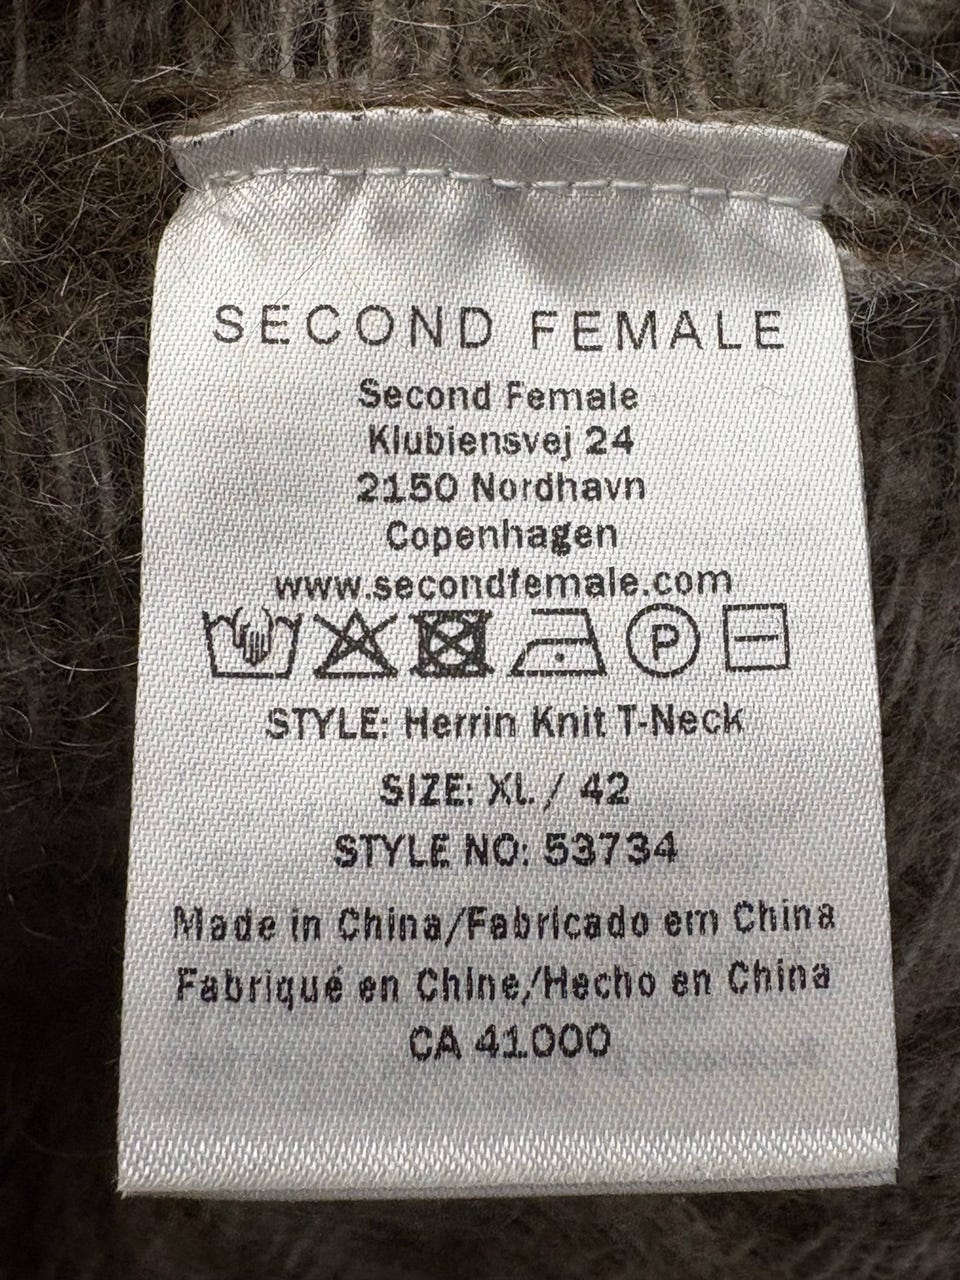 SECOND FEMALE
Second Female
Klubiensvej 24
2150 Nordhavn
Copenhagen
www.secondfemale.com
P
STYLE: Herrin Knit T-Neck
SIZE: XL / 42
STYLE NO: 53734
Made in China/Fabricado em China
Fabriqué en Chine/Hecho en China
CA 41000